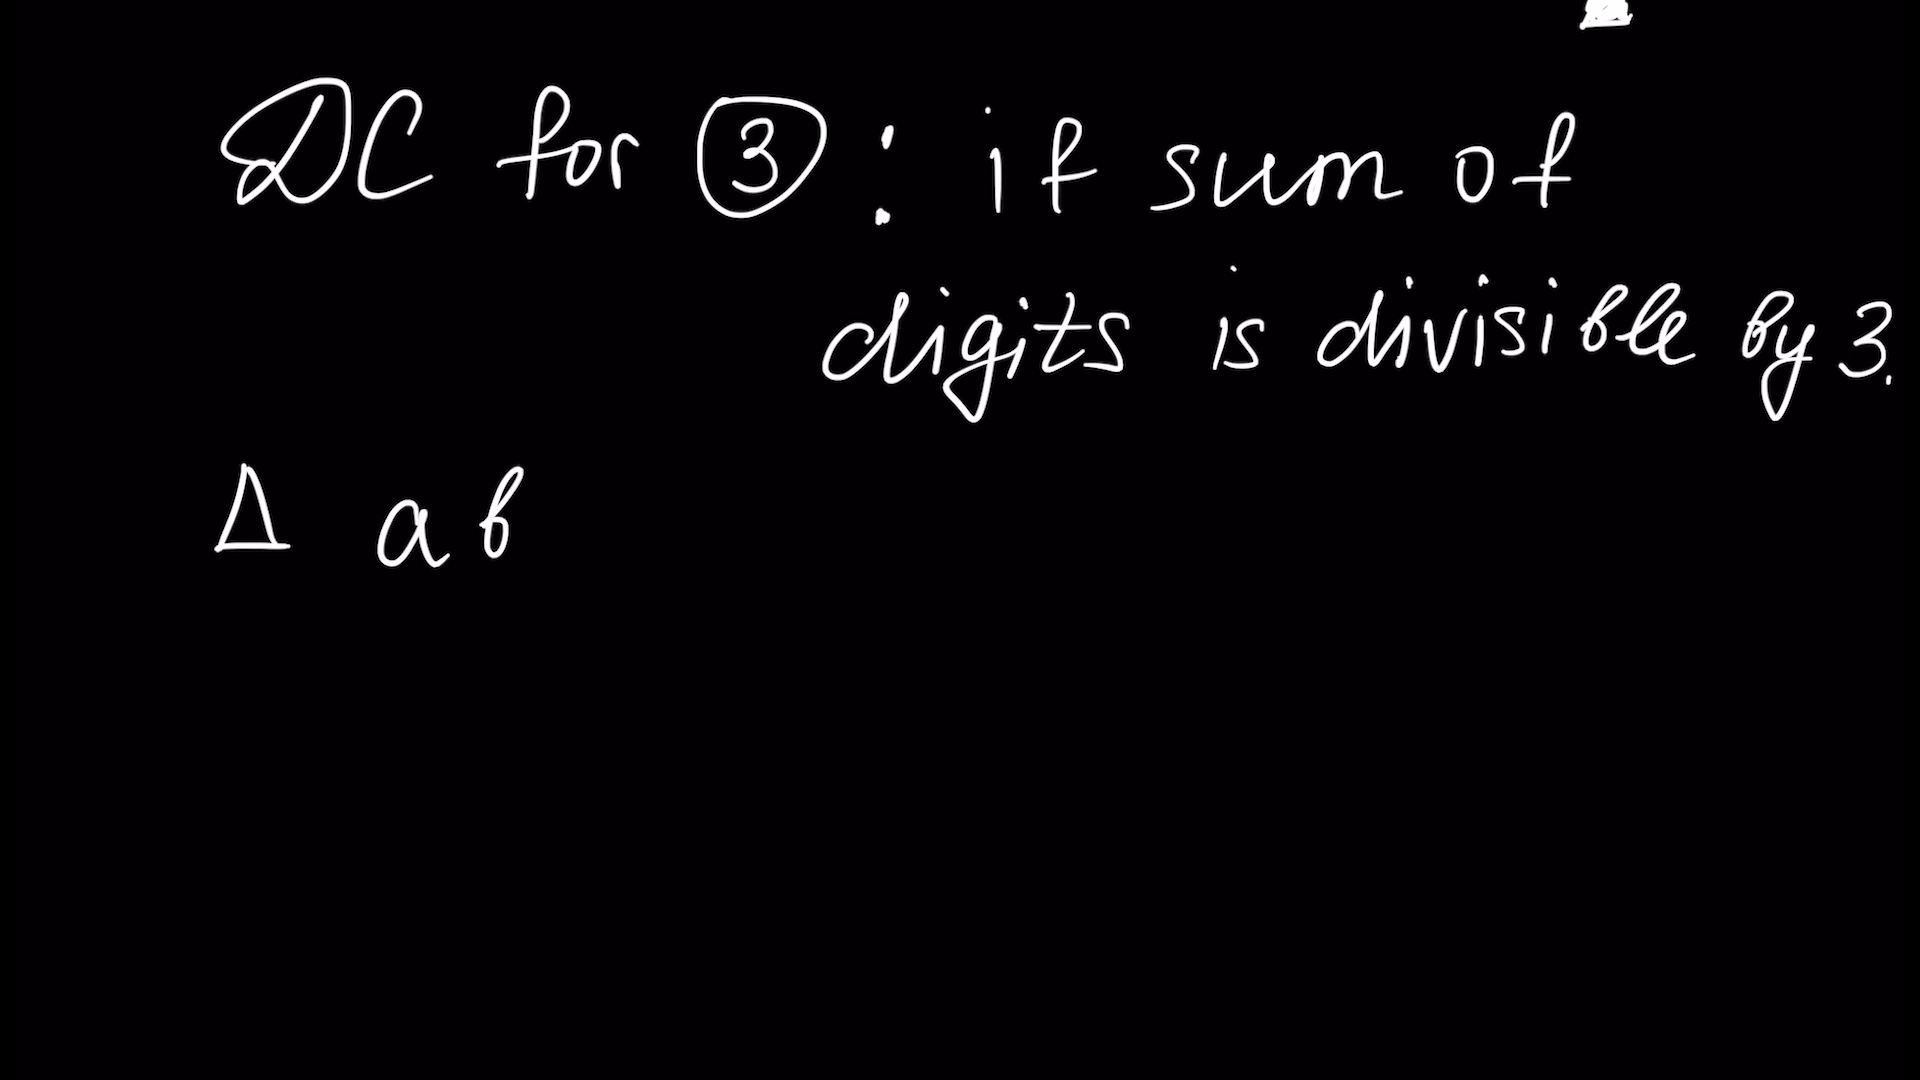 DC for 3 : if sum of
digits is divisible by 3.
Δ ab